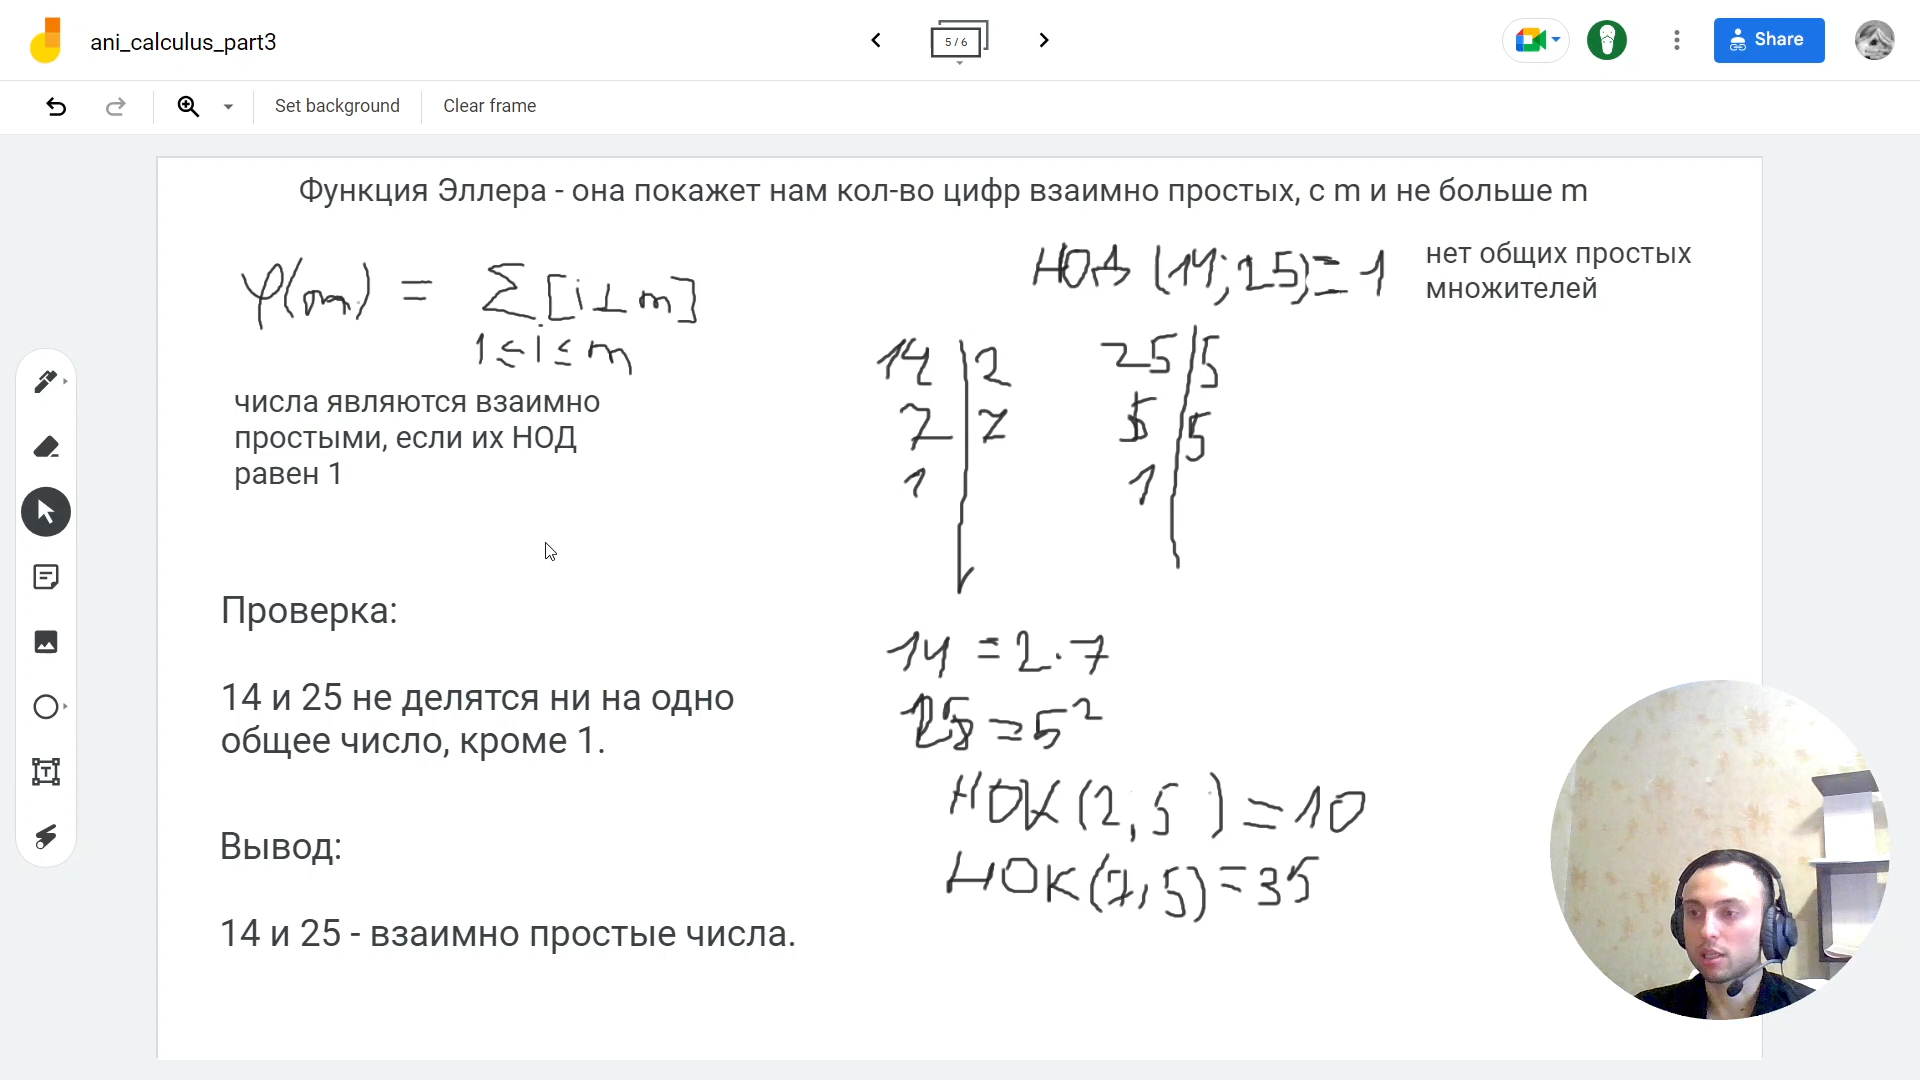 ani_calculus_part3
5 / 6
Share
Set background
Clear frame
Функция Эллера - она покажет нам кол-во цифр взаимно простых, с m и не больше m
φ(m) = Σ [i⊥m]
1 ≤ i ≤ m
числа являются взаимно
простыми, если их НОД
равен 1
Проверка:
14 и 25 не делятся ни на одно
общее число, кроме 1.
Вывод:
14 и 25 - взаимно простые числа.
НОД (14; 25) = 1
нет общих простых
множителей
14 | 2
7 | 7
1
25 | 5
5 | 5
1
14 = 2 · 7
25 = 5²
НОК (2, 5 ) = 10
НОК (7, 5) = 35